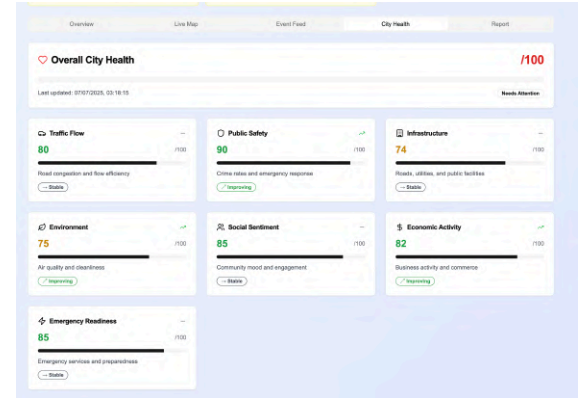 Overview Live Map Event Feed City Health Report
Overall City Health /100
Last updated: 07/07/2025, 03:18:15 Needs Attention
Traffic Flow
80 /100
Road congestion and flow efficiency
→ Stable
Public Safety
90 /100
Crime rates and emergency response
Improving
Infrastructure
74 /100
Roads, utilities, and public facilities
→ Stable
Environment
75 /100
Air quality and cleanliness
Improving
Social Sentiment
85 /100
Community mood and engagement
→ Stable
Economic Activity
82 /100
Business activity and commerce
Improving
Emergency Readiness
85 /100
Emergency services and preparedness
→ Stable